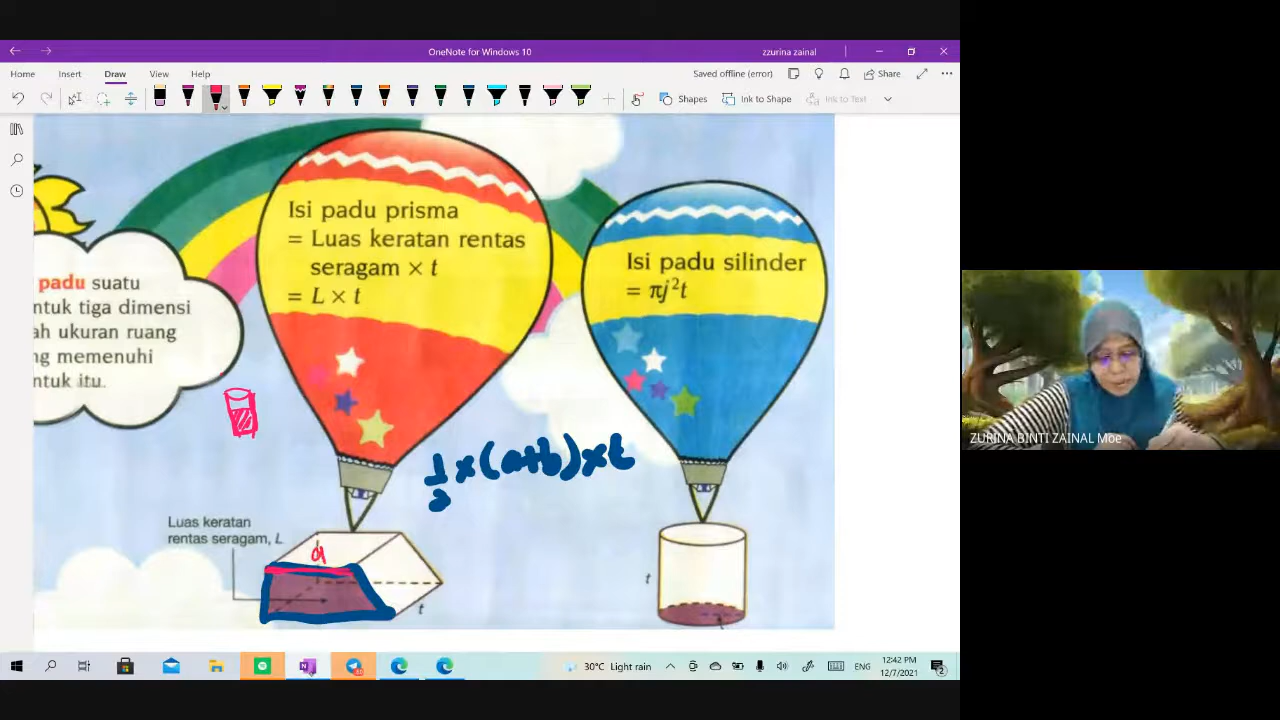 OneNote for Windows 10
zzurina zainal
Home Insert Draw View Help
Saved offline (error)
Share
Shapes
Ink to Shape
Ink to Text
Isi padu prisma
= Luas keratan rentas
seragam × t
= L × t
Isi padu silinder
= πj²t
padu suatu
ntuk tiga dimensi
ah ukuran ruang
ng memenuhi
ntuk itu.
1/2 × (a+b) × t
Luas keratan
rentas seragam, L
a
t
t
ZURINA BINTI ZAINAL Moe
30°C Light rain
ENG
12:42 PM
12/7/2021
2